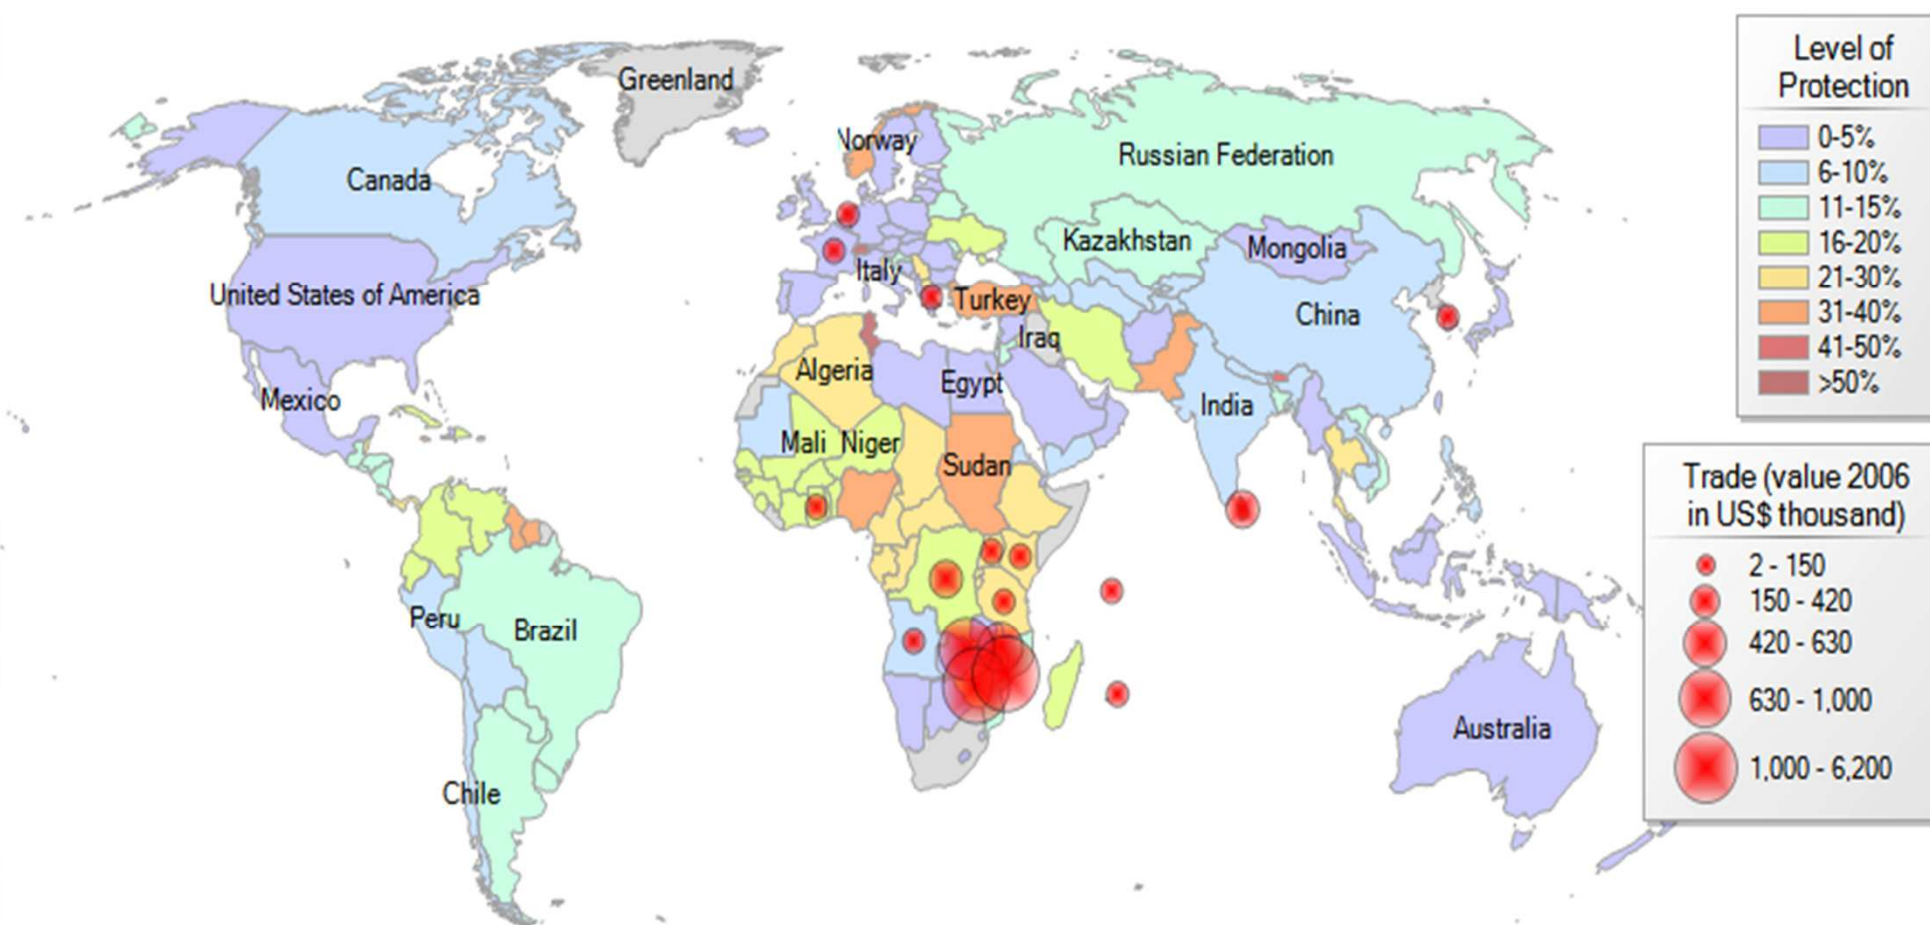 Greenland
Norway
Russian Federation
Canada
Kazakhstan
Mongolia
Italy
United States of America
Turkey
China
Iraq
Algeria
Egypt
Mexico
India
Mali
Niger
Sudan
Peru
Brazil
Australia
Chile
Level of
Protection
0-5%
6-10%
11-15%
16-20%
21-30%
31-40%
41-50%
>50%
Trade (value 2006
in US$ thousand)
2 - 150
150 - 420
420 - 630
630 - 1,000
1,000 - 6,200